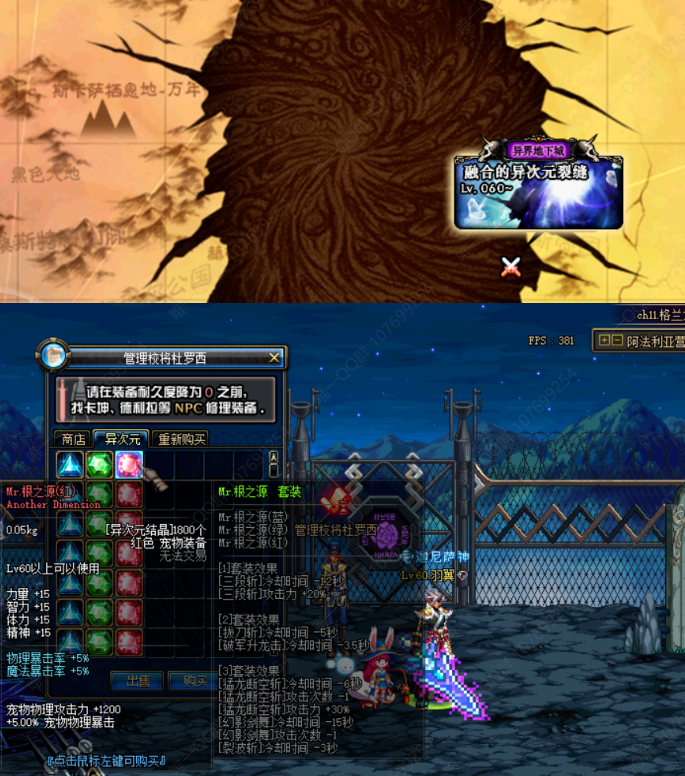 斯卡萨栖息地-万年
黑色大地
异界地下城
融合的异次元裂缝
Lv. 060~
ch11.格兰
FPS : 381
阿法利亚营
管理校将杜罗西
请在装备耐久度降为 0 之前,
找卡坤、德利拉等 NPC 修理装备 .
商店 异次元 重新购买
Mr.根之源(红)
Another Dimension
0.05kg
[异次元结晶]1800个
红色 宠物装备
无法交易
Lv60以上可以使用
力量 +15
智力 +15
体力 +15
精神 +15
物理暴击率 +5%
魔法暴击率 +5%
宠物物理攻击力 +1200
+5.00% 宠物物理暴击
出售 购买
『点击鼠标左键可购买』
Mr.根之源 套装
Mr.根之源(蓝)
Mr.根之源(绿)
Mr.根之源(红)
[1]套装效果
[三段斩]冷却时间 -1.2秒
[三段斩]攻击力 +20%
[2]套装效果
[拔刀斩]冷却时间 -5秒
[破军升龙击]冷却时间 -3.5秒
[3]套装效果
[猛龙断空斩]冷却时间 -6秒
[猛龙断空斩]攻击次数 -1
[猛龙断空斩]攻击力 +30%
[幻影剑舞]冷却时间 -15秒
[幻影剑舞]攻击次数 -1
[裂波斩]冷却时间 -3秒
管理校将杜罗西
迦尼萨神
Lv.60 羽翼